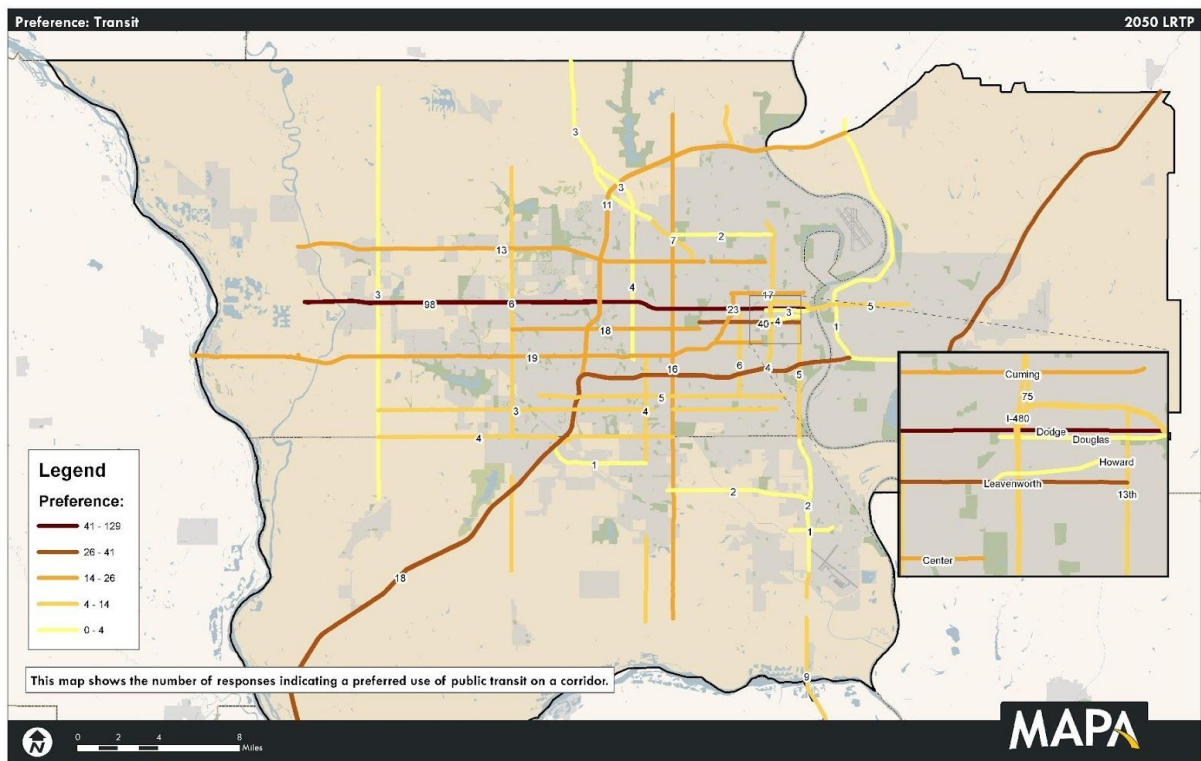 Preference: Transit
2050 LRTP
3
3
11
7
2
13
4
3
98
6
23
17
3
5
40
4
1
18
19
16
6
4
5
5
3
4
4
1
2
2
1
18
9
Cuming
75
I-480
Dodge
Douglas
Howard
Leavenworth
13th
Center
Legend
Preference:
41 - 129
26 - 41
14 - 26
4 - 14
0 - 4
This map shows the number of responses indicating a preferred use of public transit on a corridor.
N
0 2 4 8
Miles
MAPA